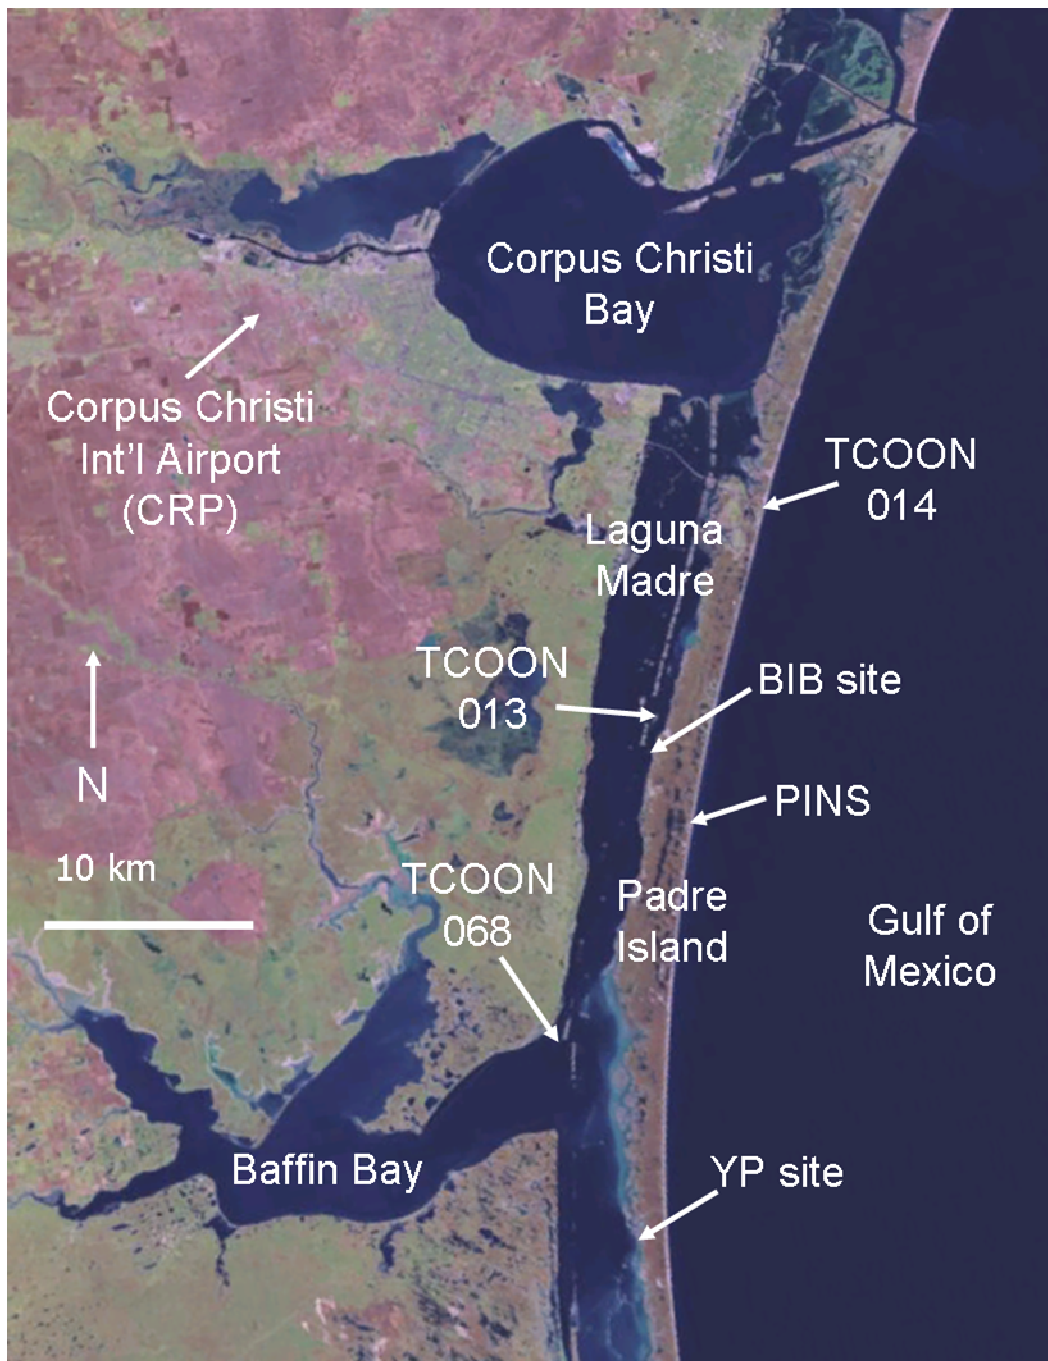 Corpus Christi
Bay
Corpus Christi
Int'l Airport
(CRP)
TCOON
014
Laguna
Madre
TCOON
013
BIB site
N
PINS
10 km
TCOON
068
Padre
Island
Gulf of
Mexico
Baffin Bay
YP site